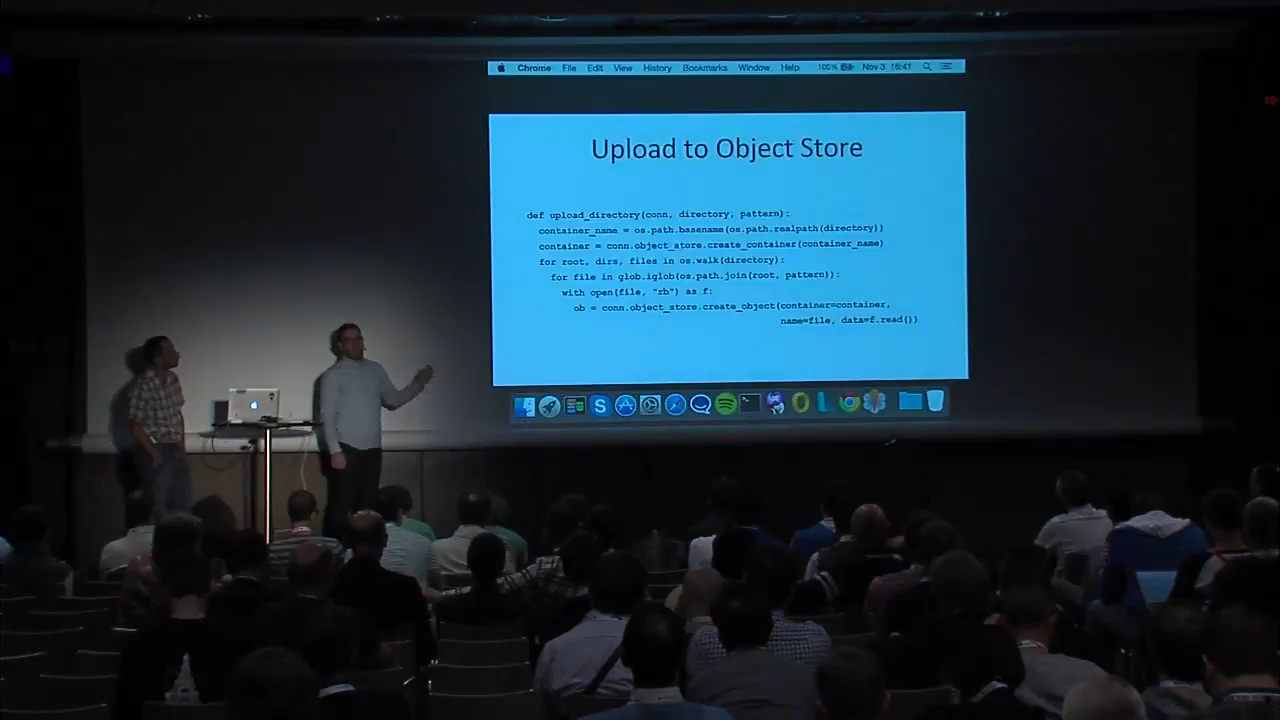 Chrome File Edit View History Bookmarks Window Help 100% Nov 3 16:41
Upload to Object Store
def upload_directory(conn, directory, pattern):
container_name = os.path.basename(os.path.realpath(directory))
container = conn.object_store.create_container(container_name)
for root, dirs, files in os.walk(directory):
for file in glob.iglob(os.path.join(root, pattern)):
with open(file, "rb") as f:
ob = conn.object_store.create_object(container=container,
name=file, data=f.read())